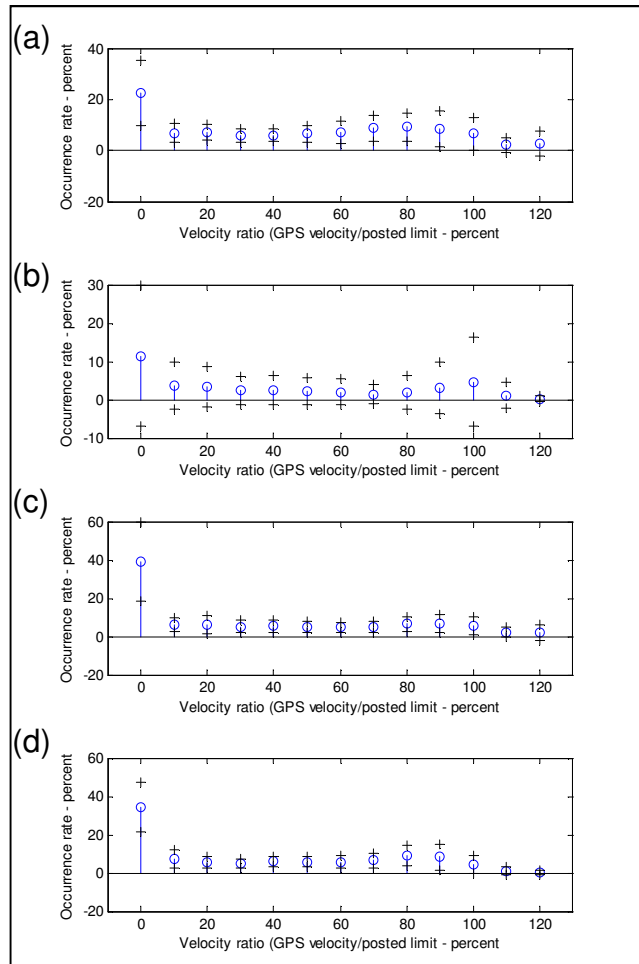 (a)
40
20
0
-20
Occurrence rate - percent
0 20 40 60 80 100 120
Velocity ratio (GPS velocity/posted limit - percent
(b)
30
20
10
0
-10
Occurrence rate - percent
0 20 40 60 80 100 120
Velocity ratio (GPS velocity/posted limit - percent
(c)
60
40
20
0
-20
Occurrence rate - percent
0 20 40 60 80 100 120
Velocity ratio (GPS velocity/posted limit - percent
(d)
60
40
20
0
-20
Occurrence rate - percent
0 20 40 60 80 100 120
Velocity ratio (GPS velocity/posted limit - percent